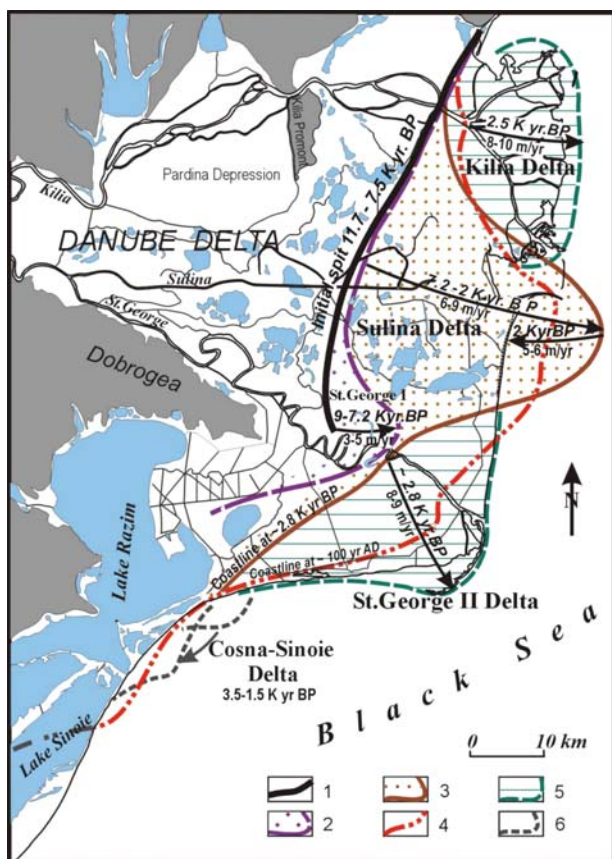 Kilia Promont.
Pardina Depression
Kilia
DANUBE DELTA
Initial spit 11.7 - 7.5 K yr. BP
~2.5 K yr.BP
8-10 m/yr
Kilia Delta
Sulina
7.2-2 K yr. B P
6-9 m/yr
Sulina Delta
2 KyrBP
5-6 m/yr
St.George
Dobrogea
St.George I
9-7.2 Kyr.BP
3-5 m/yr
~ 2.8 K yr.BP
8-9 m/yr
Coastline at ~ 2.8 K yr BP
Coastline at ~ 100 yr AD
N
Lake Razim
St.George II Delta
Cosna-Sinoie
Delta
3.5-1.5 K yr BP
Black Sea
Lake Sinoie
0 10 km
1 3 5
2 4 6